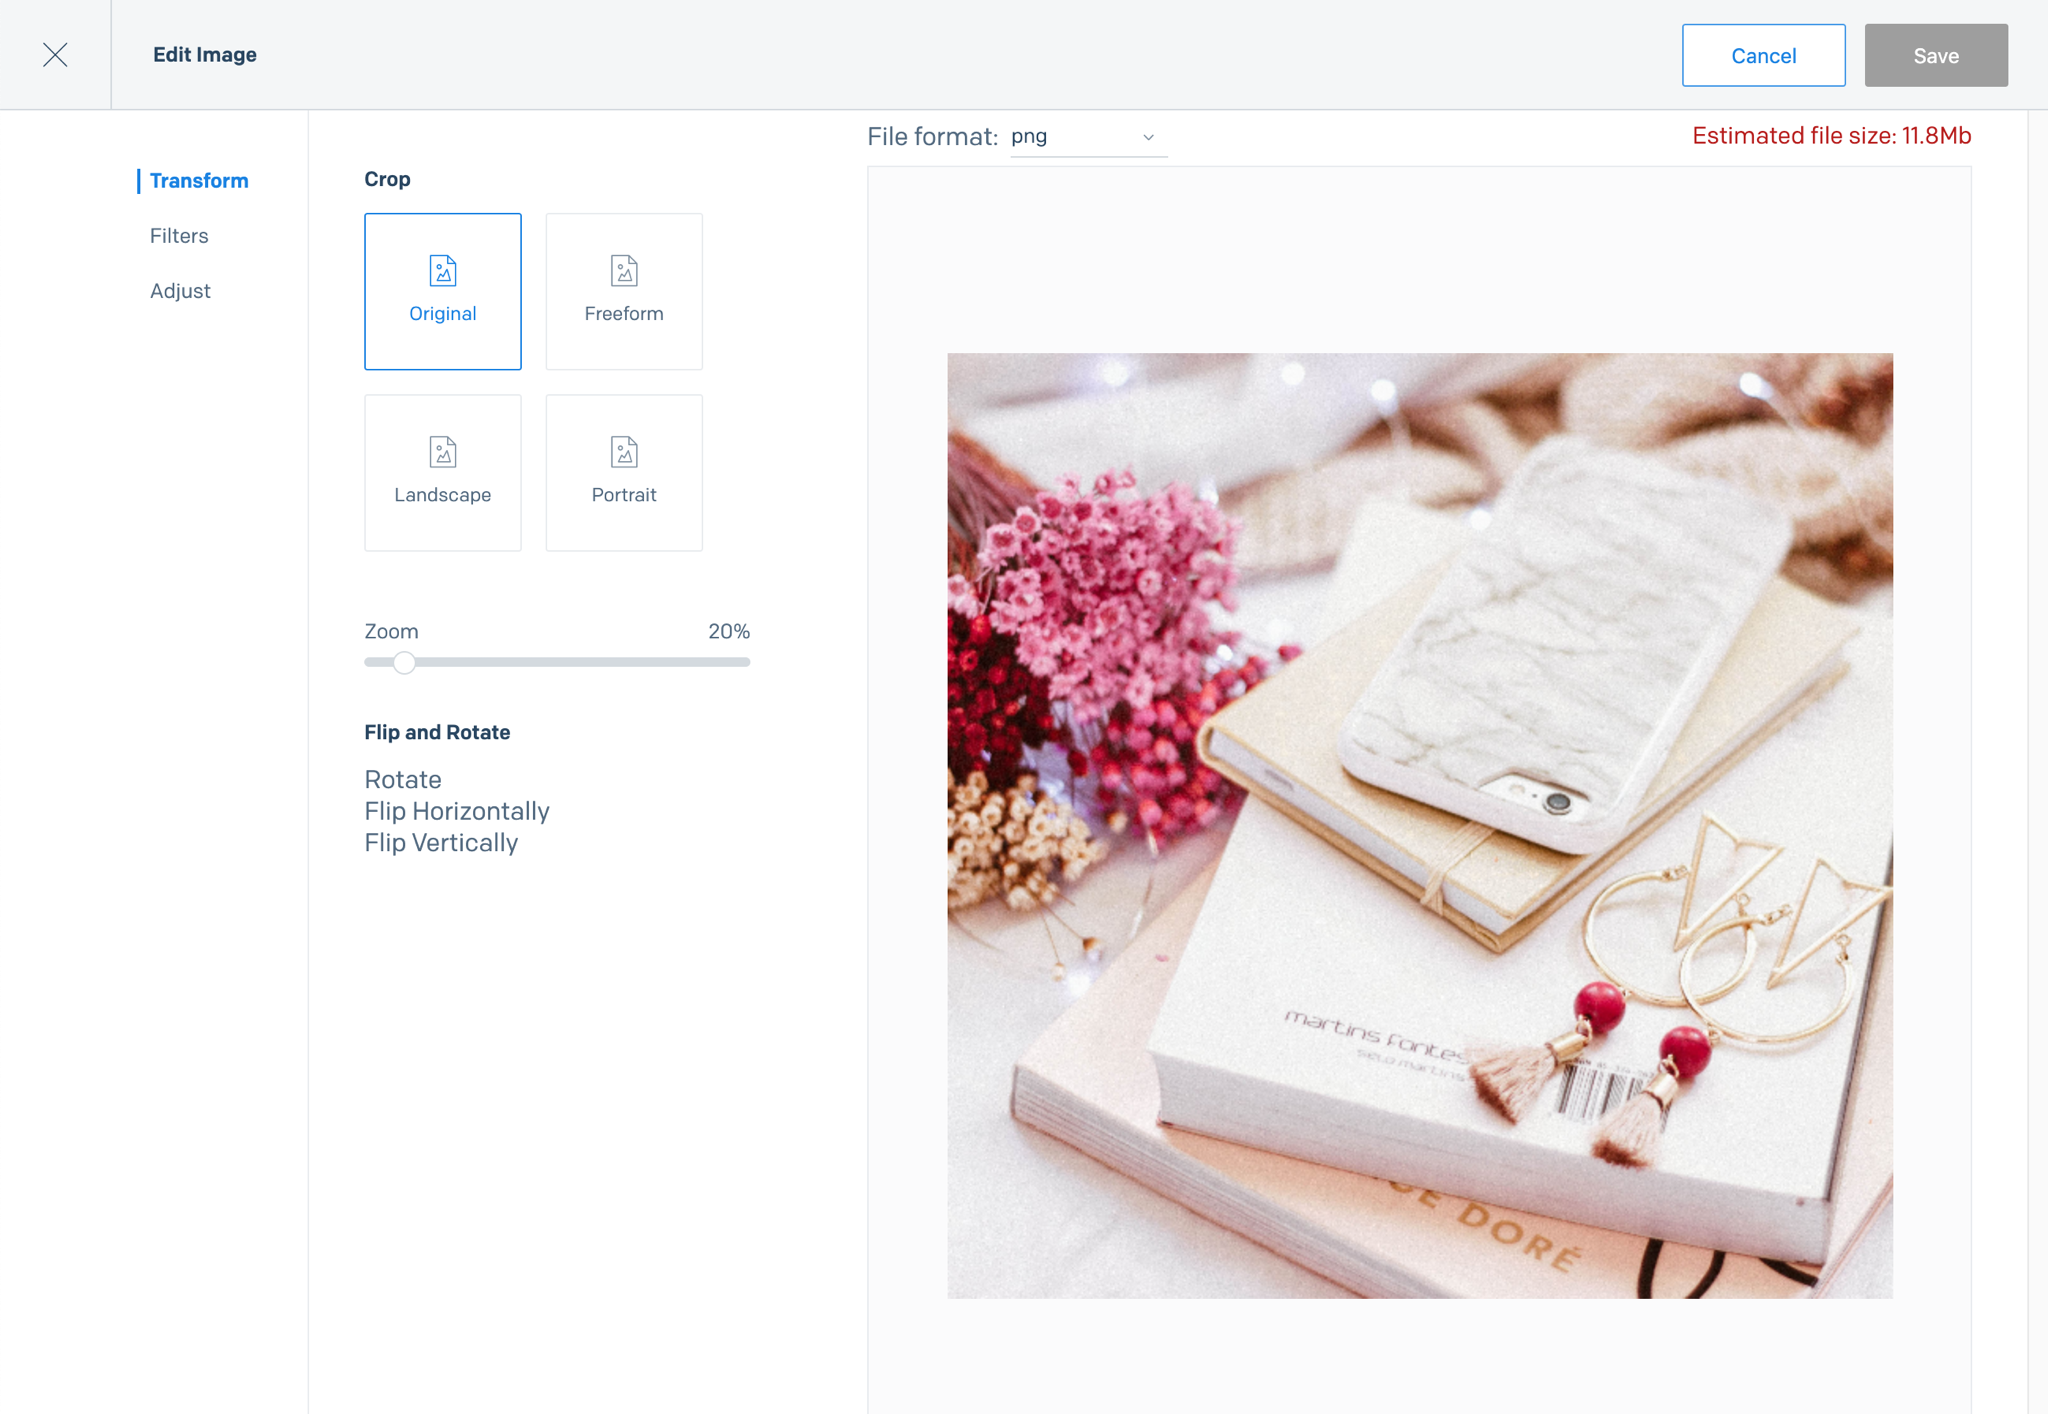 Edit Image
Cancel
Save
Transform
Filters
Adjust
Crop
Original
Freeform
Landscape
Portrait
Zoom
20%
Flip and Rotate
Rotate
Flip Horizontally
Flip Vertically
File format: png
Estimated file size: 11.8Mb
martins fontes
selo martins
CE DORÉ